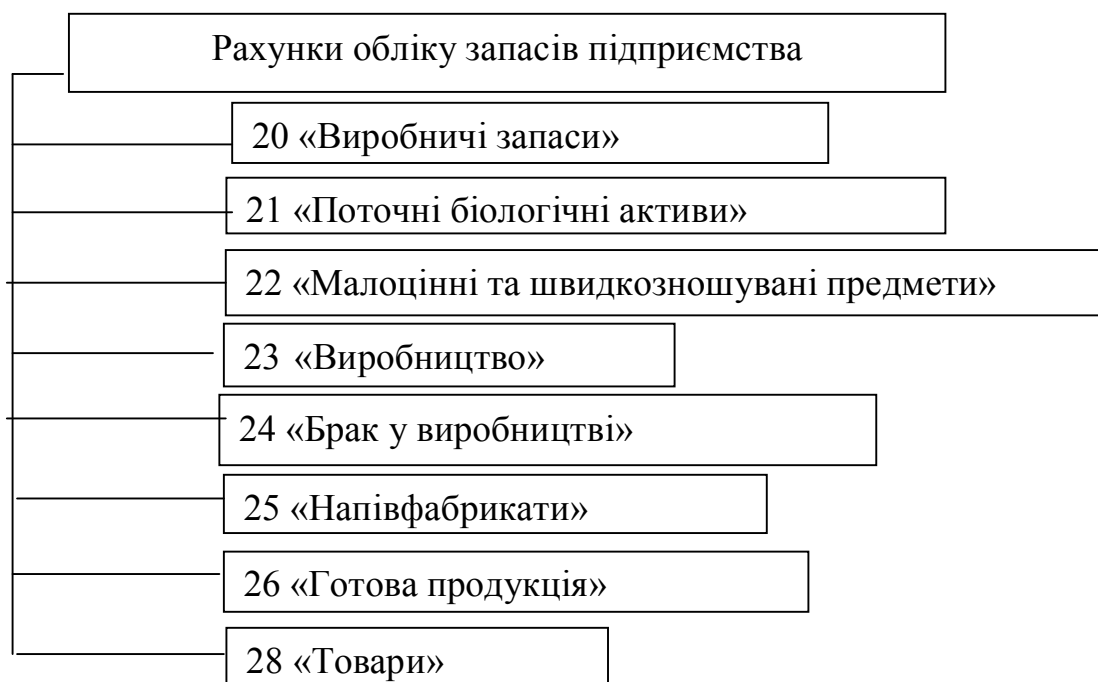 Рахунки обліку запасів підприємства
20 «Виробничі запаси»
21 «Поточні біологічні активи»
22 «Малоцінні та швидкозношувані предмети»
23 «Виробництво»
24 «Брак у виробництві»
25 «Напівфабрикати»
26 «Готова продукція»
28 «Товари»